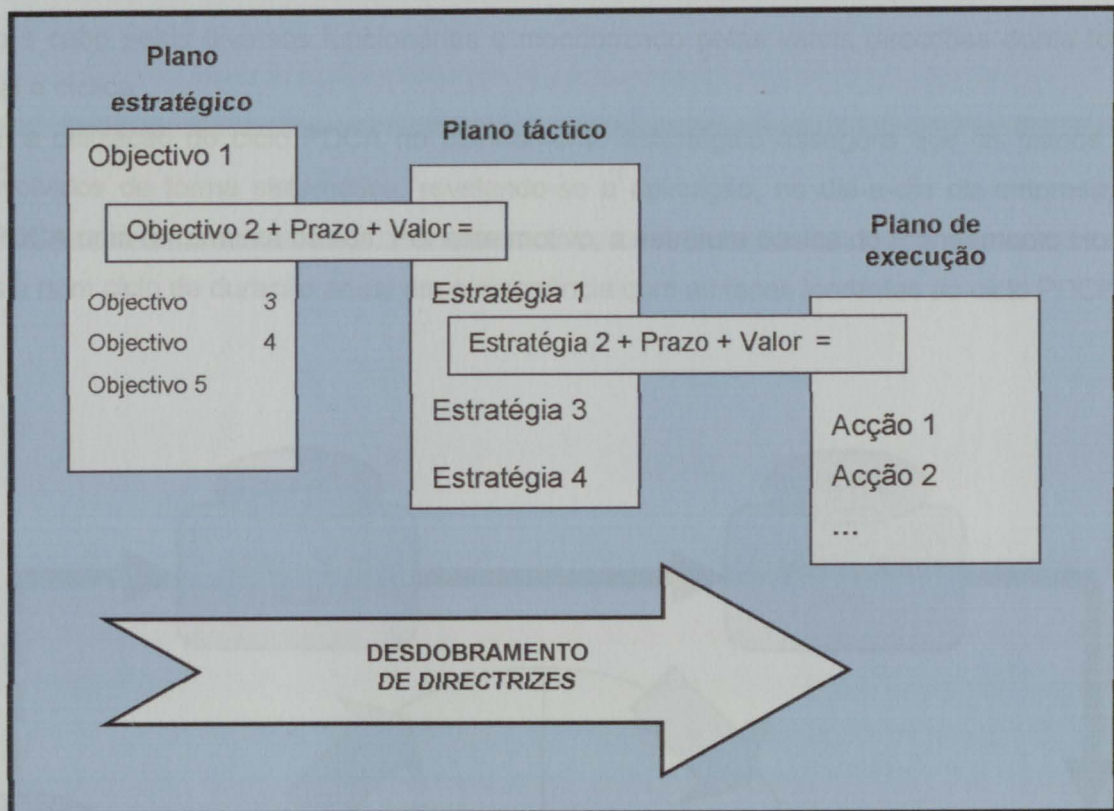 Plano
estratégico
Objectivo 1
Objectivo 2 + Prazo + Valor =
Objectivo 3
Objectivo 4
Objectivo 5
Plano táctico
Estratégia 1
Estratégia 2 + Prazo + Valor =
Estratégia 3
Estratégia 4
Plano de
execução
Acção 1
Acção 2
...
DESDOBRAMENTO
DE DIRECTRIZES